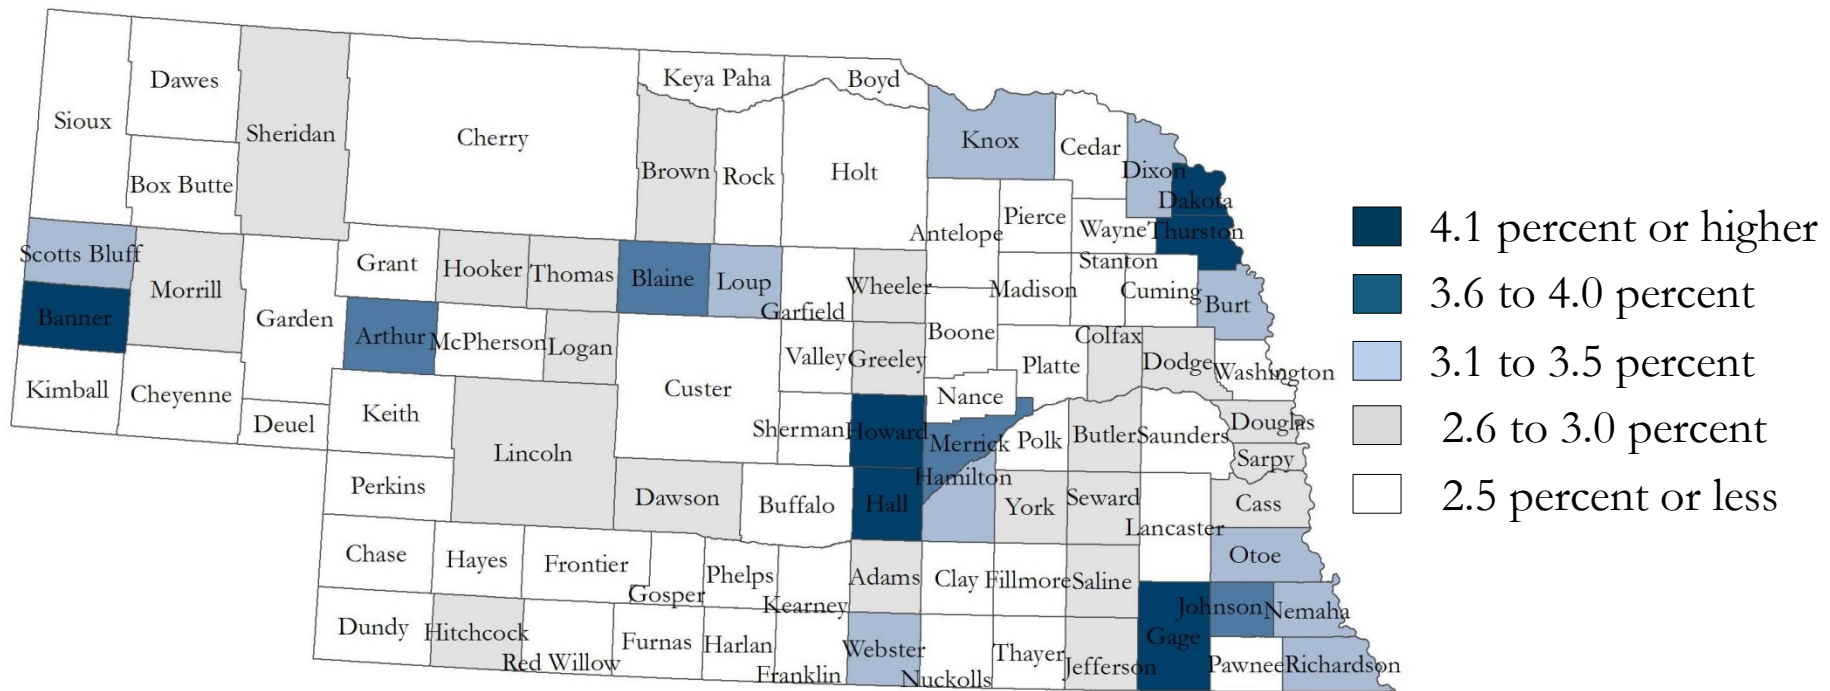 Keya Paha
Boyd
Dawes
Sioux
Sheridan
Cherry
Knox
Cedar
Brown
Rock
Holt
Dixon
Box Butte
Dakota
Pierce
Antelope
Wayne
Thurston
Scotts Bluff
Grant
Hooker
Thomas
Blaine
Loup
Garfield
Wheeler
Stanton
Madison
Cuming
Burt
Morrill
Banner
Garden
Arthur
McPherson
Logan
Boone
Colfax
Valley
Greeley
Platte
Dodge
Washington
Kimball
Cheyenne
Deuel
Keith
Custer
Nance
Lincoln
Sherman
Howard
Merrick
Polk
Butler
Saunders
Douglas
Sarpy
Hamilton
Perkins
Dawson
Buffalo
Hall
York
Seward
Lancaster
Cass
Otoe
Chase
Hayes
Frontier
Gosper
Phelps
Kearney
Adams
Clay
Fillmore
Saline
Johnson
Nemaha
Gage
Dundy
Hitchcock
Red Willow
Furnas
Harlan
Franklin
Webster
Nuckolls
Thayer
Jefferson
Pawnee
Richardson
4.1 percent or higher
3.6 to 4.0 percent
3.1 to 3.5 percent
2.6 to 3.0 percent
2.5 percent or less